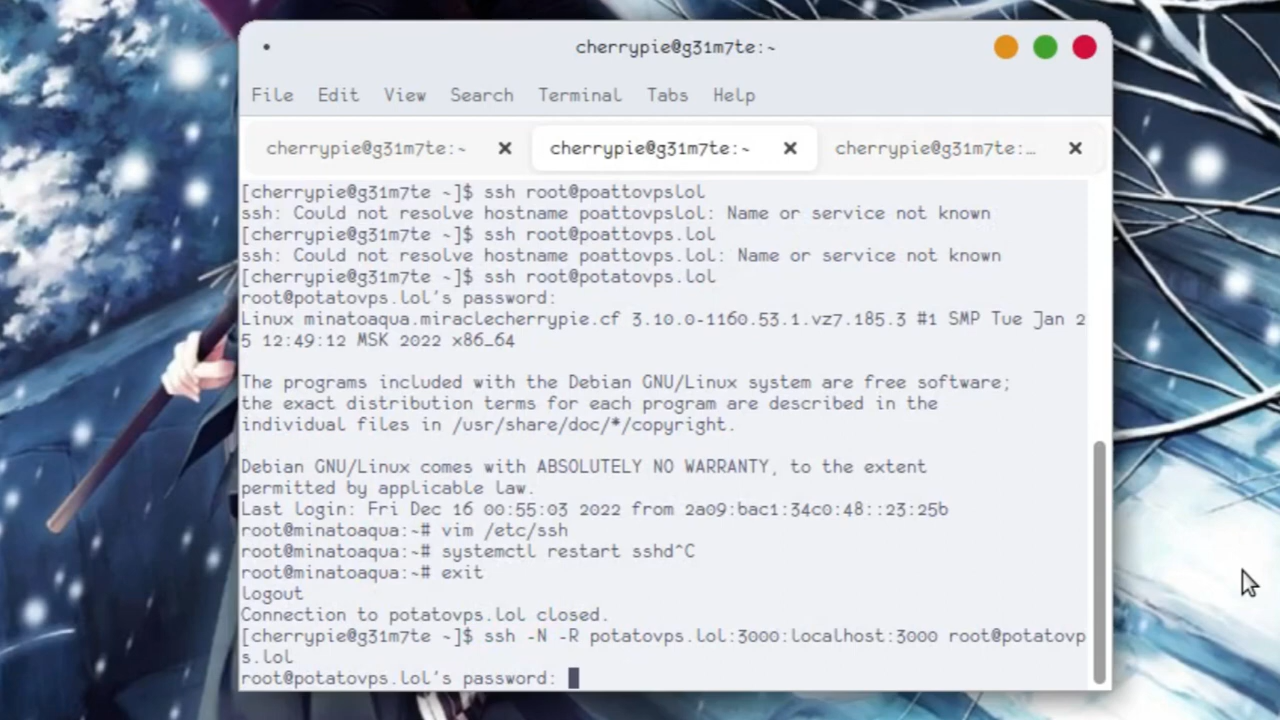 cherrypie@g31m7te:~
File Edit View Search Terminal Tabs Help
cherrypie@g31m7te:~ cherrypie@g31m7te:~ cherrypie@g31m7te:…
[cherrypie@g31m7te ~]$ ssh root@poattovpslol
ssh: Could not resolve hostname poattovpslol: Name or service not known
[cherrypie@g31m7te ~]$ ssh root@poattovps.lol
ssh: Could not resolve hostname poattovps.lol: Name or service not known
[cherrypie@g31m7te ~]$ ssh root@potatovps.lol
root@potatovps.lol's password:
Linux minatoaqua.miraclecherrypie.cf 3.10.0-1160.53.1.vz7.185.3 #1 SMP Tue Jan 2
5 12:49:12 MSK 2022 x86_64
The programs included with the Debian GNU/Linux system are free software;
the exact distribution terms for each program are described in the
individual files in /usr/share/doc/*/copyright.
Debian GNU/Linux comes with ABSOLUTELY NO WARRANTY, to the extent
permitted by applicable law.
Last login: Fri Dec 16 00:55:03 2022 from 2a09:bac1:34c0:48::23:25b
root@minatoaqua:~# vim /etc/ssh
root@minatoaqua:~# systemctl restart sshd^C
root@minatoaqua:~# exit
logout
Connection to potatovps.lol closed.
[cherrypie@g31m7te ~]$ ssh -N -R potatovps.lol:3000:localhost:3000 root@potatovp
s.lol
root@potatovps.lol's password: